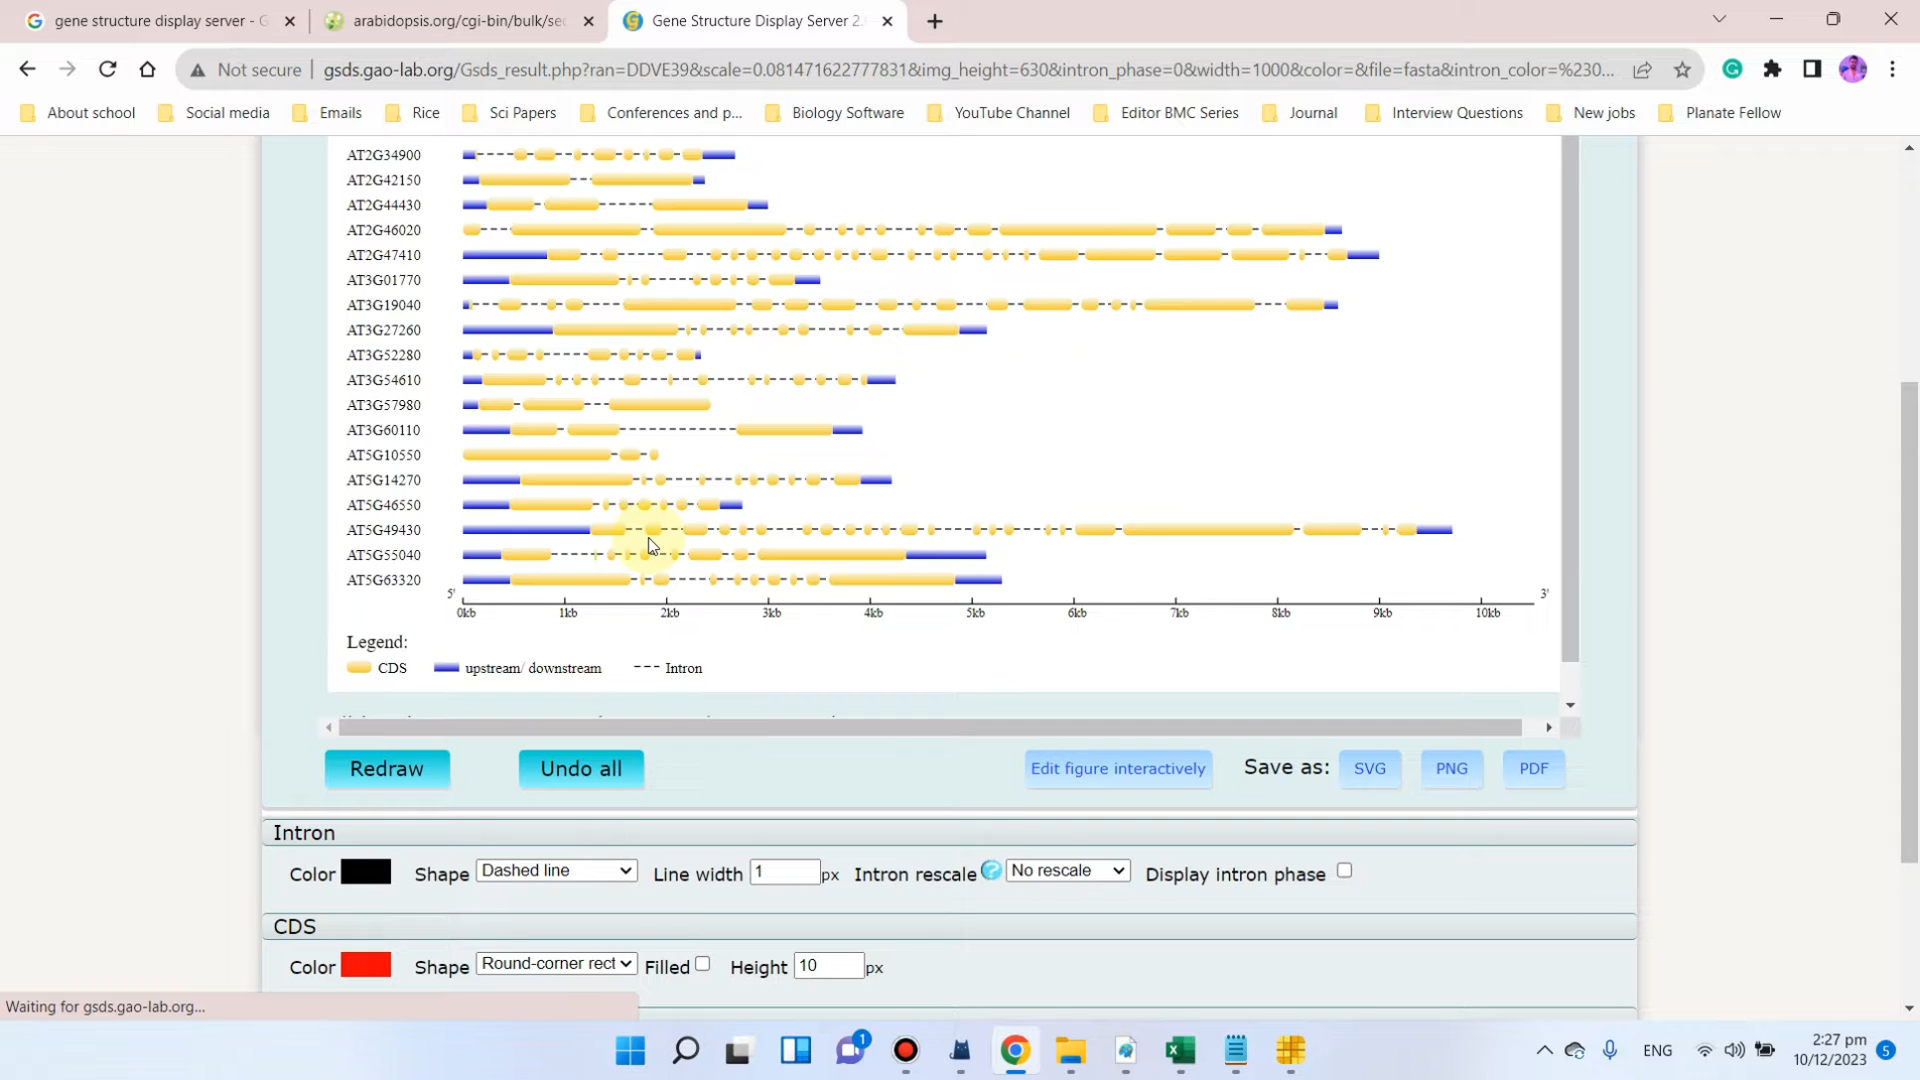 gene structure display server - G
arabidopsis.org/cgi-bin/bulk/se
Gene Structure Display Server 2.
Not secure
gsds.gao-lab.org/Gsds_result.php?ran=DDVE39&scale=0.081471622777831&img_height=630&intron_phase=0&width=1000&color=&file=fasta&intron_color=%230...
About school
Social media
Emails
Rice
Sci Papers
Conferences and p...
Biology Software
YouTube Channel
Editor BMC Series
Journal
Interview Questions
New jobs
Planate Fellow
AT2G34900
AT2G42150
AT2G44430
AT2G46020
AT2G47410
AT3G01770
AT3G19040
AT3G27260
AT3G52280
AT3G54610
AT3G57980
AT3G60110
AT5G10550
AT5G14270
AT5G46550
AT5G49430
AT5G55040
AT5G63320
5' 3'
0kb 1kb 2kb 3kb 4kb 5kb 6kb 7kb 8kb 9kb 10kb
Legend:
CDS upstream/ downstream Intron
Redraw Undo all Edit figure interactively Save as: SVG PNG PDF
Intron
Color Shape Dashed line Line width 1 px Intron rescale ? No rescale Display intron phase
CDS
Color Shape Round-corner rect Filled Height 10 px
Waiting for gsds.gao-lab.org...
1
ENG
2:27 pm
10/12/2023
5